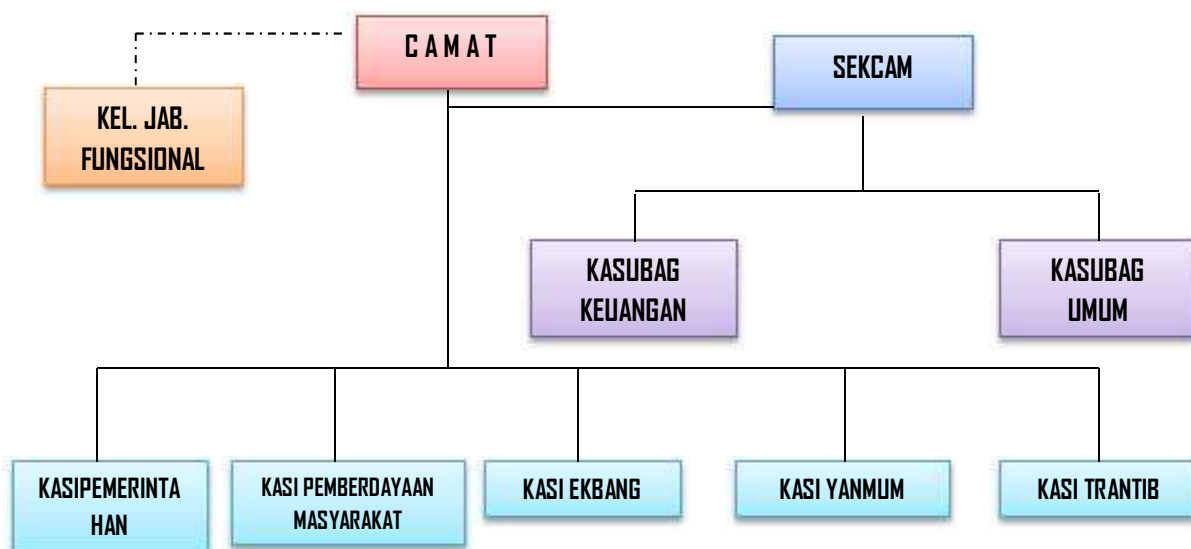 C A M A T
SEKCAM
KEL. JAB.
FUNGSIONAL
KASUBAG
KEUANGAN
KASUBAG
UMUM
KASIPEMERINTA
HAN
KASI PEMBERDAYAAN
MASYARAKAT
KASI EKBANG
KASI YANMUM
KASI TRANTIB